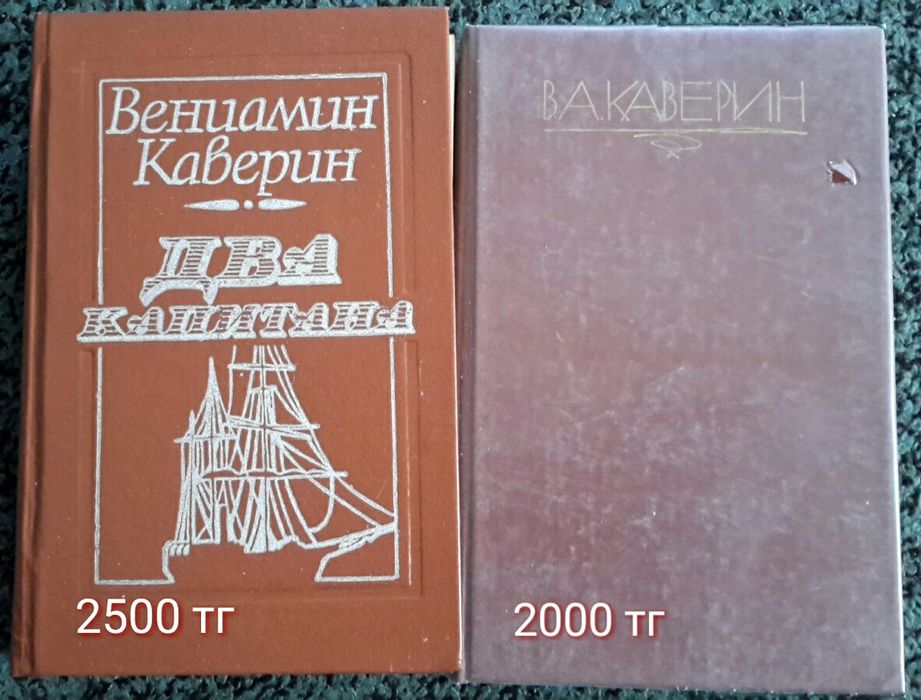 Вениамин
Каверин
ДВА
КАПИТАНА
2500 тг
В.А.КАВЕРИН
2000 тг